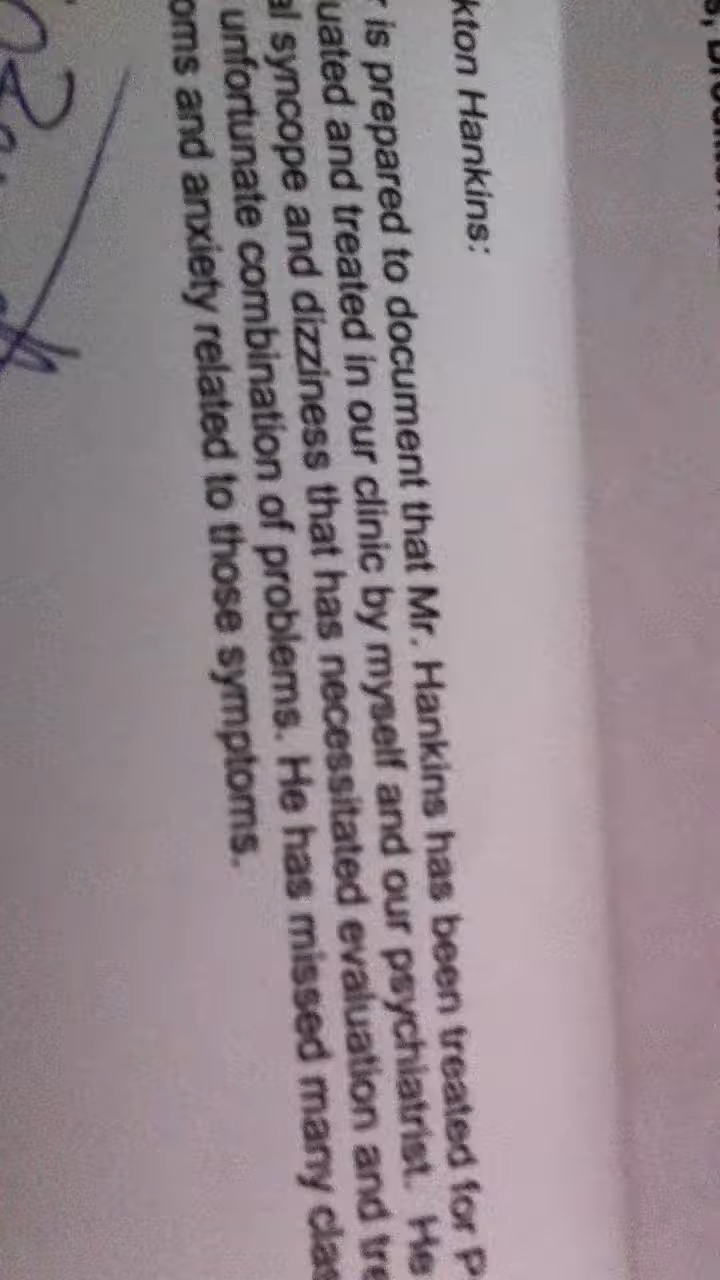 kton Hankins:
r is prepared to document that Mr. Hankins has been treated for P
uated and treated in our clinic by myself and our psychiatrist. He
al syncope and dizziness that has necessitated evaluation and tre
unfortunate combination of problems. He has missed many clas
oms and anxiety related to those symptoms.